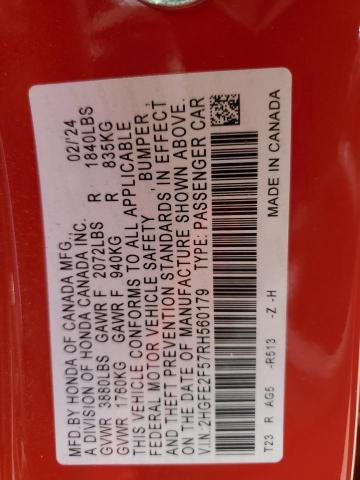 MFD BY HONDA OF CANADA MFG., 02/'24
A DIVISION OF HONDA CANADA INC.
GVWR 3880LBS GAWR F 2072LBS R 1840LBS
GVWR 1760KG GAWR F 940KG R 835KG
THIS VEHICLE CONFORMS TO ALL APPLICABLE
FEDERAL MOTOR VEHICLE SAFETY, BUMPER,
AND THEFT PREVENTION STANDARDS IN EFFECT
ON THE DATE OF MANUFACTURE SHOWN ABOVE.
V.I.N.-2HGFE2F57RH560179 TYPE: PASSENGER CAR
T23 R AG5 -R513 -Z -H MADE IN CANADA